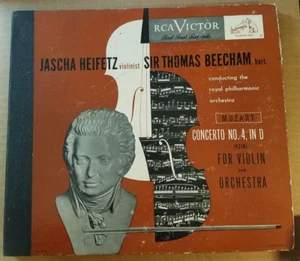 RCA VICTOR
Red Seal Records
JASCHA HEIFETZ violinist SIR THOMAS BEECHAM, bart.
conducting the
royal philharmonic
orchestra
MOZART
CONCERTO NO. 4, IN D
(K218)
FOR VIOLIN
and
ORCHESTRA